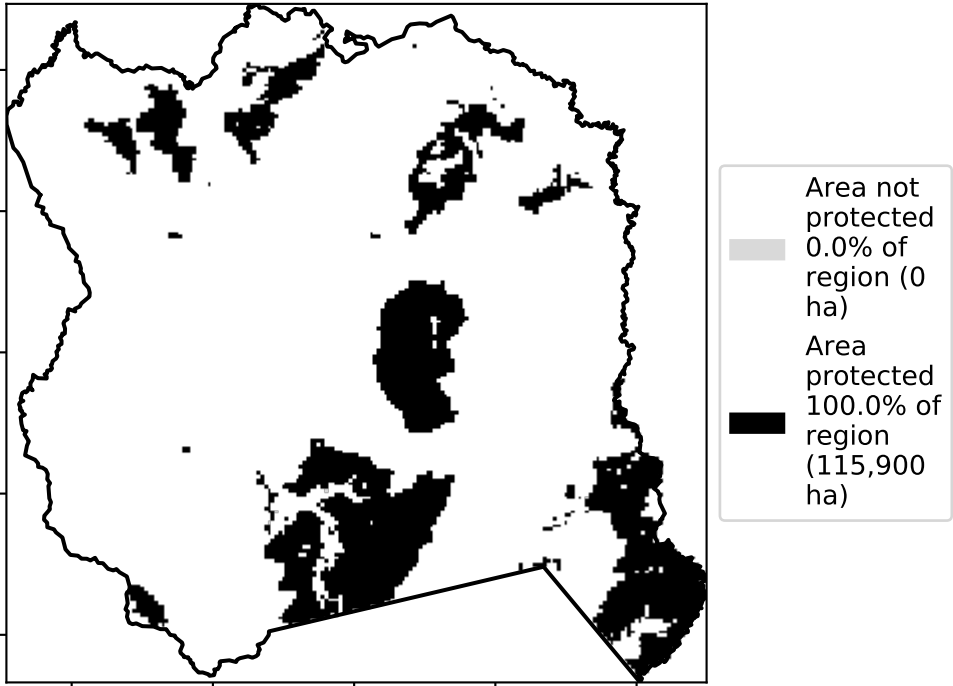 Area not
protected
0.0% of
region (0
ha)
Area
protected
100.0% of
region
(115,900
ha)